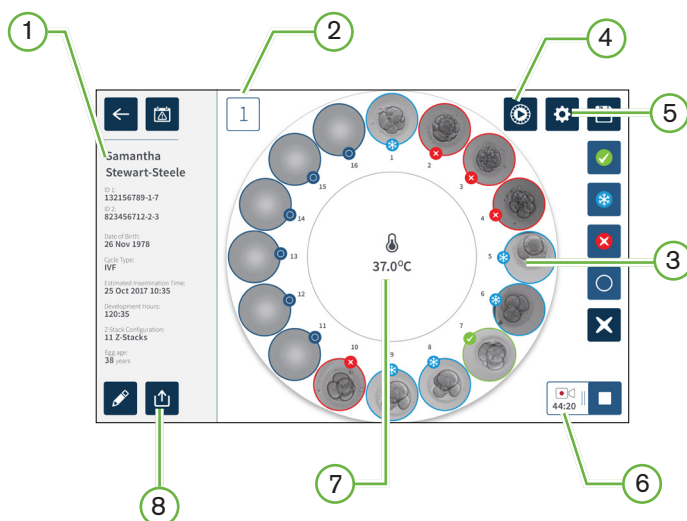 1
2
4
5
1
Samantha
Stewart-Steele
ID 1:
132156789-1-7
ID 2:
823456712-2-3
Date of Birth:
26 Nov 1978
Cycle Type:
IVF
Estimated Insemination Time:
25 Oct 2017 10:35
Development Hours:
120:35
Z-Stack Configuration:
11 Z-Stacks
Egg age:
38 years
1
2
3
4
5
6
7
8
9
10
11
12
13
14
15
16
37.0°C
3
44:20
8
7
6